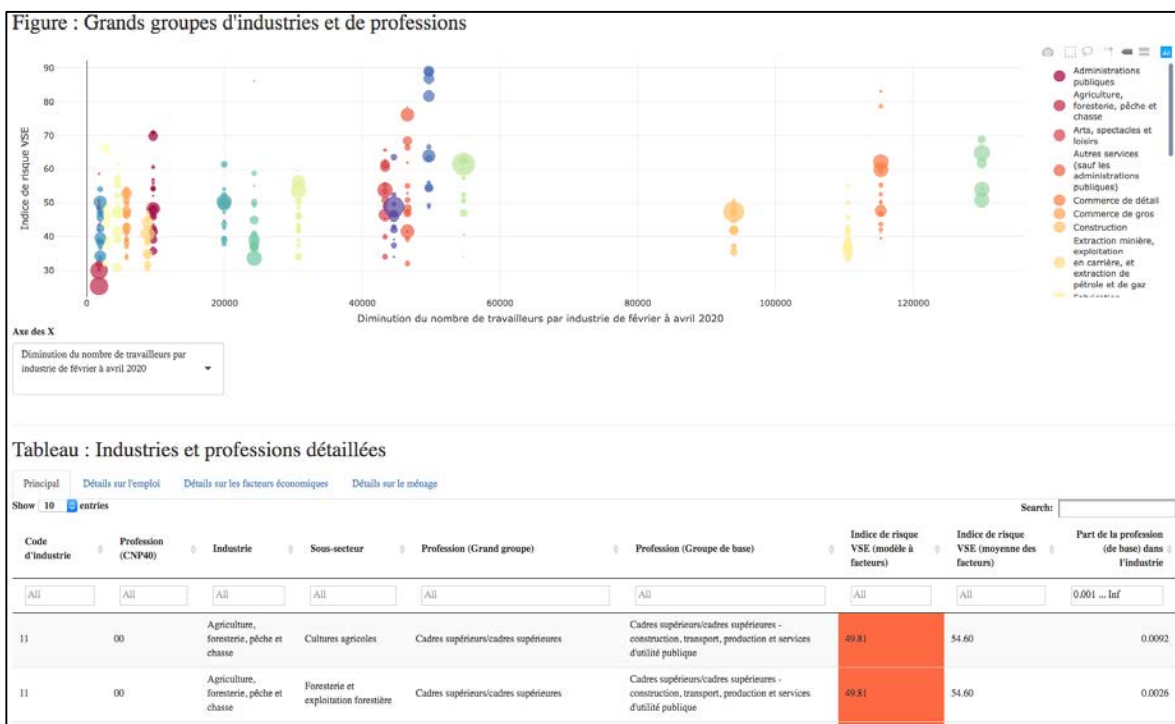 Figure : Grands groupes d'industries et de professions
90
80
70
60
50
40
30
Indice de risque VSE
0
20000
40000
60000
80000
100000
120000
Diminution du nombre de travailleurs par industrie de février à avril 2020
Administrations
publiques
Agriculture,
foresterie, pêche et
chasse
Arts, spectacles et
loisirs
Autres services
(sauf les
administrations
publiques)
Commerce de détail
Commerce de gros
Construction
Extraction minière,
exploitation
en carrière, et
extraction de
pétrole et de gaz
Fabrication
Axe des X
Diminution du nombre de travailleurs par
industrie de février à avril 2020
Tableau : Industries et professions détaillées
Principal Détails sur l'emploi Détails sur les facteurs économiques Détails sur le ménage
Show 10 entries
Search:
Code
d'industrie
Profession
(CNP40)
Industrie
Sous-secteur
Profession (Grand groupe)
Profession (Groupe de base)
Indice de risque
VSE (modèle à
facteurs)
Indice de risque
VSE (moyenne des
facteurs)
Part de la profession
(de base) dans
l'industrie
All All All All All All All All 0.001 ... Inf
11
00
Agriculture,
foresterie, pêche et
chasse
Cultures agricoles
Cadres supérieurs/cadres supérieures
Cadres supérieurs/cadres supérieures -
construction, transport, production et services
d'utilité publique
49.81
54.60
0.0092
11
00
Agriculture,
foresterie, pêche et
chasse
Foresterie et
exploitation forestière
Cadres supérieurs/cadres supérieures
Cadres supérieurs/cadres supérieures -
construction, transport, production et services
d'utilité publique
49.81
54.60
0.0026